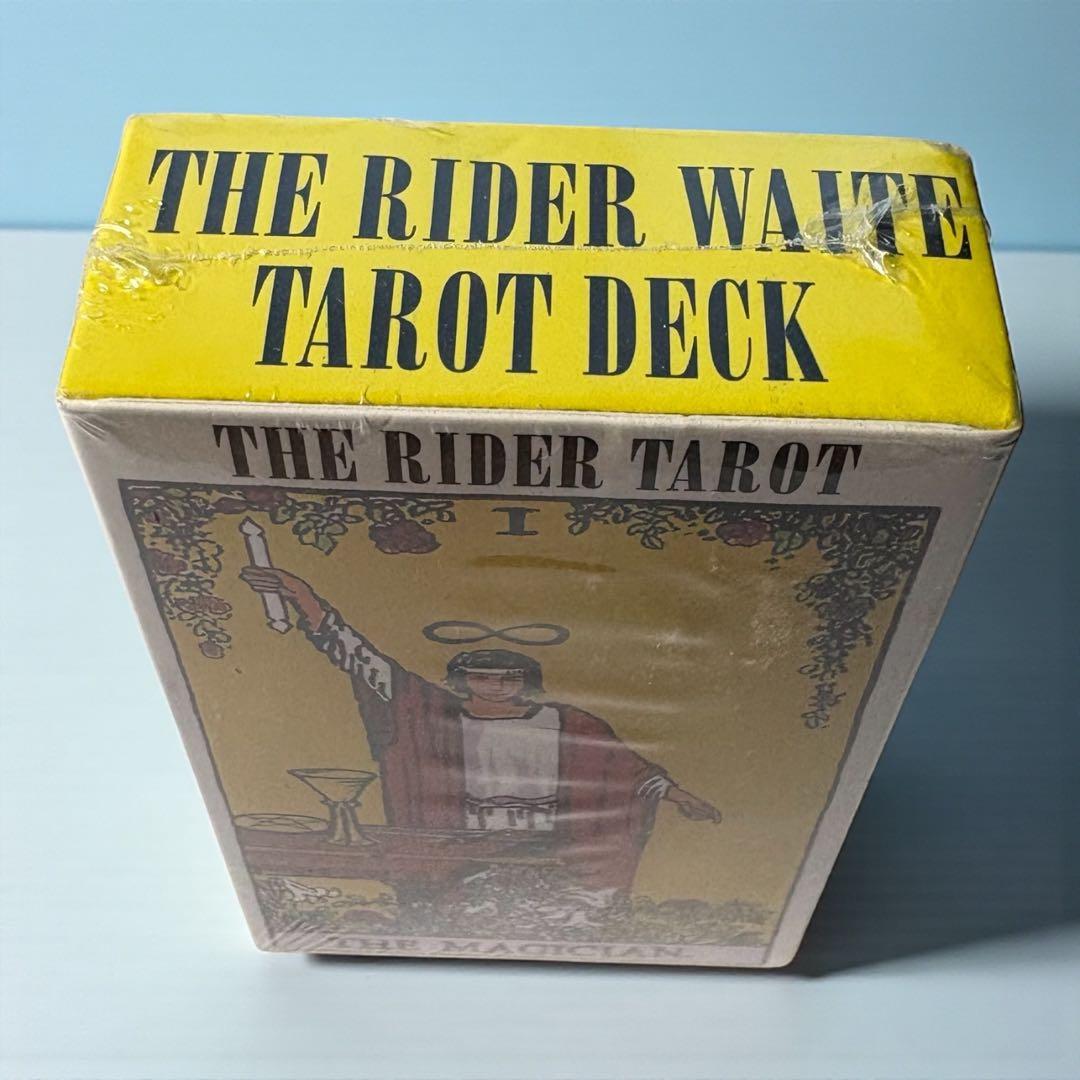 THE RIDER WAITE
TAROT DECK
THE RIDER TAROT
I
THE MAGICIAN.